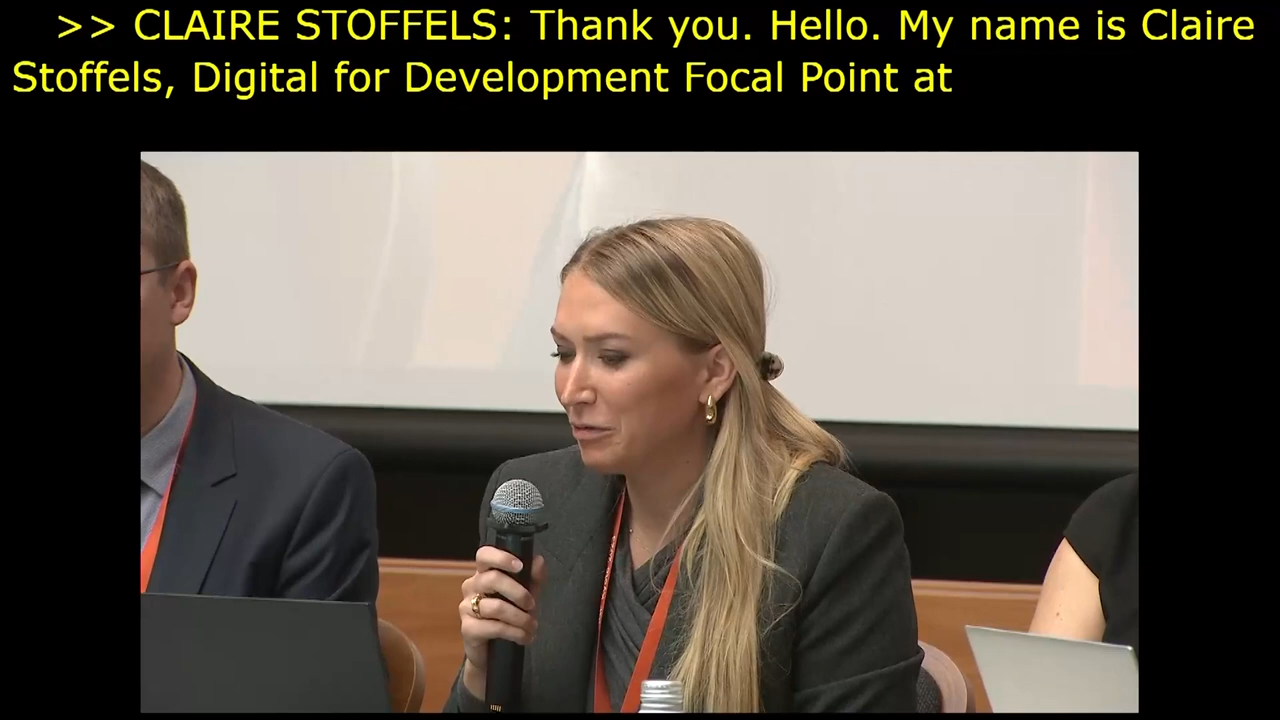 >> CLAIRE STOFFELS: Thank you. Hello. My name is Claire
Stoffels, Digital for Development Focal Point at